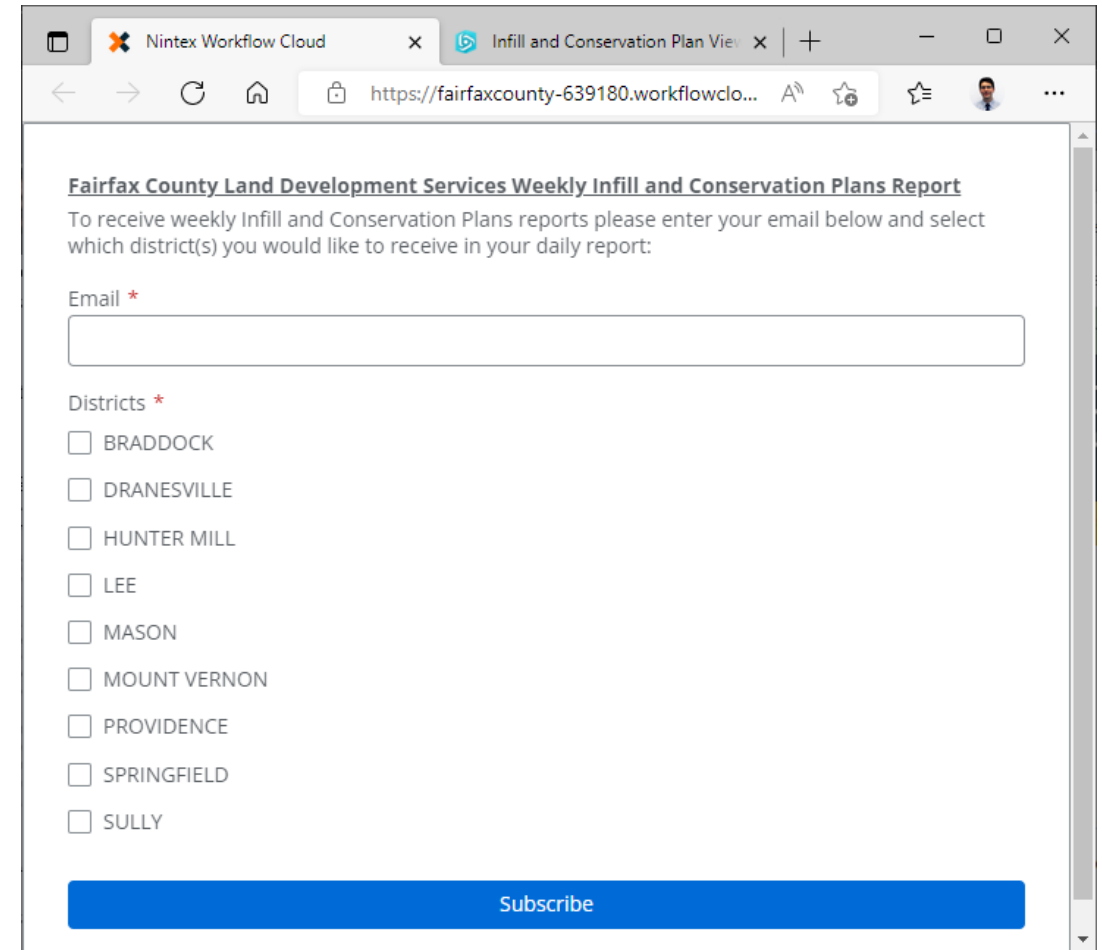 Nintex Workflow Cloud
Infill and Conservation Plan View
https://fairfaxcounty-639180.workflowclo...
Fairfax County Land Development Services Weekly Infill and Conservation Plans Report
To receive weekly Infill and Conservation Plans reports please enter your email below and select
which district(s) you would like to receive in your daily report:
Email *
Districts *
BRADDOCK
DRANESVILLE
HUNTER MILL
LEE
MASON
MOUNT VERNON
PROVIDENCE
SPRINGFIELD
SULLY
Subscribe